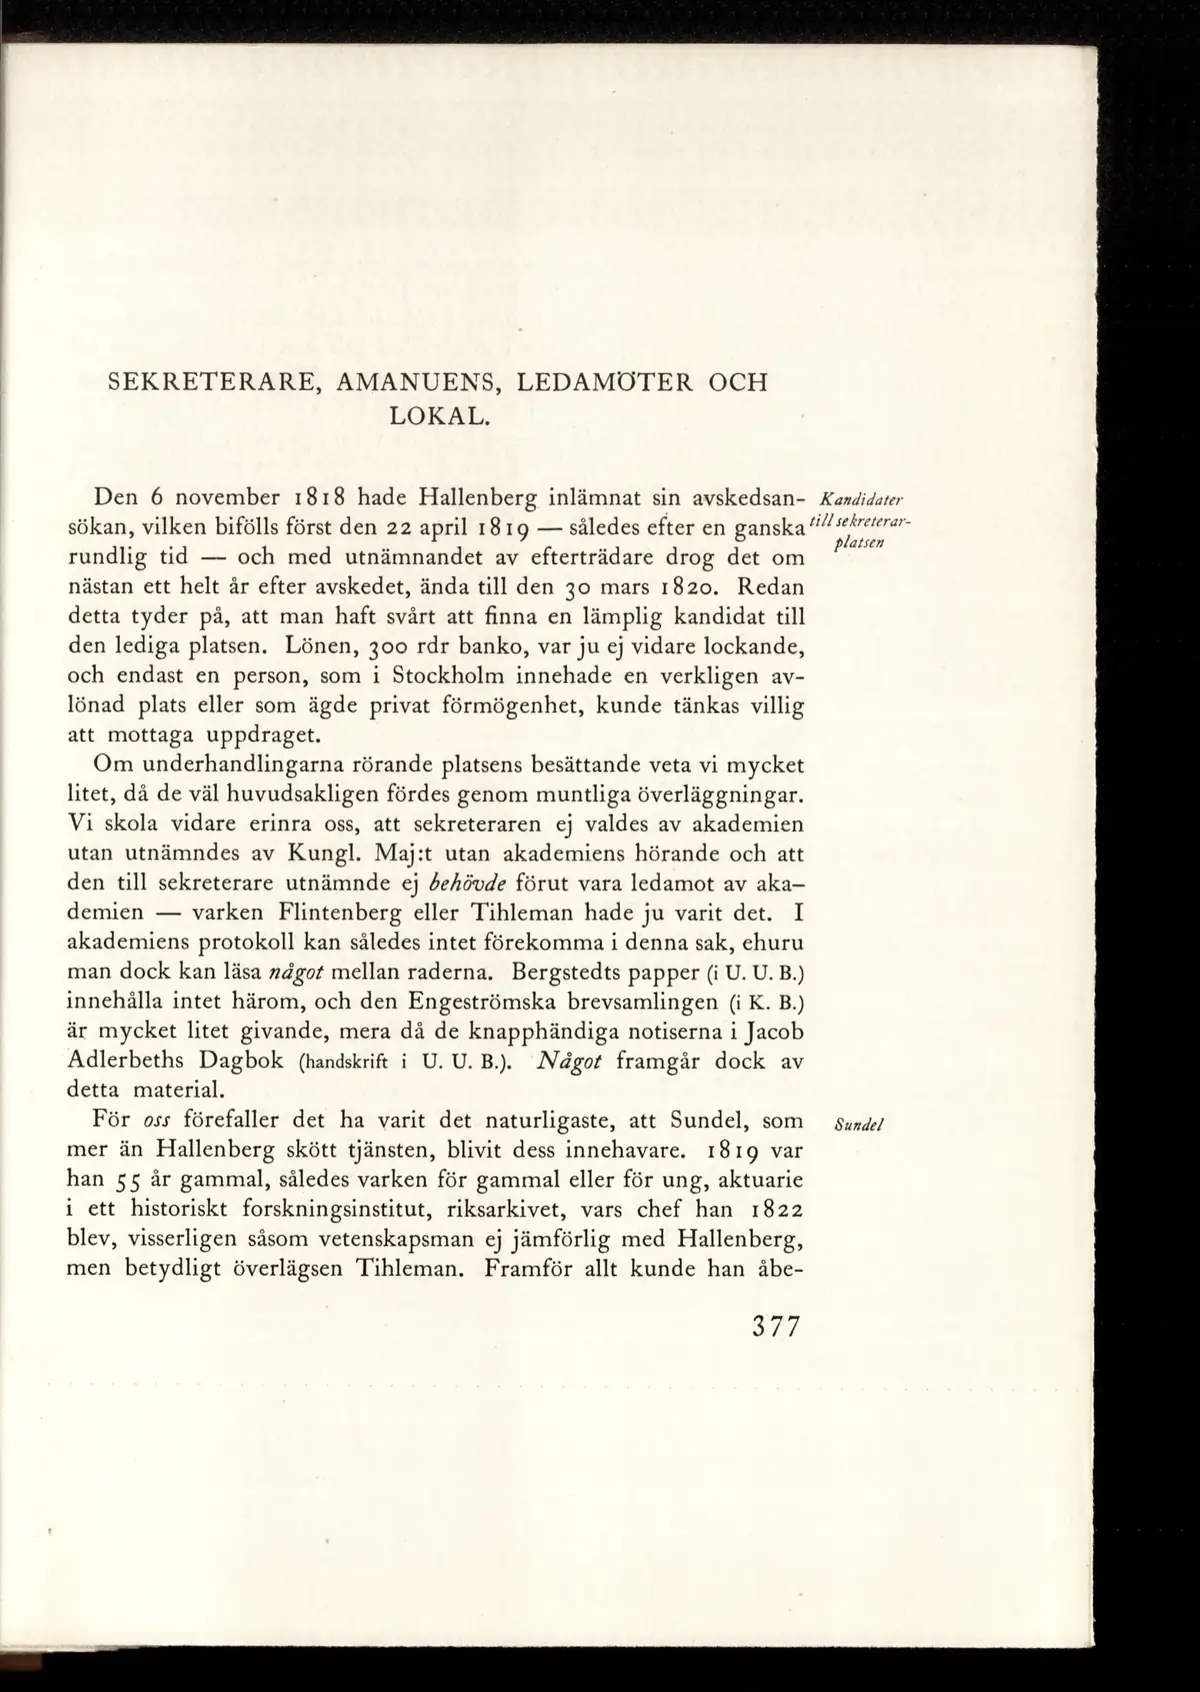 SEKRETERARE, AMANUENS, LEDAMÖTER OCH
LOKAL.
Den 6 november 1818 hade Hallenberg inlämnat sin avskedsan-
sökan, vilken bifölls först den 22 april 1819 — således efter en ganska
rundlig tid — och med utnämnandet av efterträdare drog det om
nästan ett helt år efter avskedet, ända till den 30 mars 1820. Redan
detta tyder på, att man haft svårt att finna en lämplig kandidat till
den lediga platsen. Lönen, 300 rdr banko, var ju ej vidare lockande,
och endast en person, som i Stockholm innehade en verkligen av-
lönad plats eller som ägde privat förmögenhet, kunde tänkas villig
att mottaga uppdraget.
Kandidater
till sekreterar-
platsen
Om underhandlingarna rörande platsens besättande veta vi mycket
litet, då de väl huvudsakligen fördes genom muntliga överläggningar.
Vi skola vidare erinra oss, att sekreteraren ej valdes av akademien
utan utnämndes av Kungl. Maj:t utan akademiens hörande och att
den till sekreterare utnämnde ej behövde förut vara ledamot av aka-
demien — varken Flintenberg eller Tihleman hade ju varit det. I
akademiens protokoll kan således intet förekomma i denna sak, ehuru
man dock kan läsa något mellan raderna. Bergstedts papper (i U. U. B.)
innehålla intet härom, och den Engeströmska brevsamlingen (i K. B.)
är mycket litet givande, mera då de knapphändiga notiserna i Jacob
Adlerbeths Dagbok (handskrift i U. U. B.). Något framgår dock av
detta material.
För oss förefaller det ha varit det naturligaste, att Sundel, som
mer än Hallenberg skött tjänsten, blivit dess innehavare. 1819 var
han 55 år gammal, således varken för gammal eller för ung, aktuarie
i ett historiskt forskningsinstitut, riksarkivet, vars chef han 1822
blev, visserligen såsom vetenskapsman ej jämförlig med Hallenberg,
men betydligt överlägsen Tihleman. Framför allt kunde han åbe-
Sundel
377